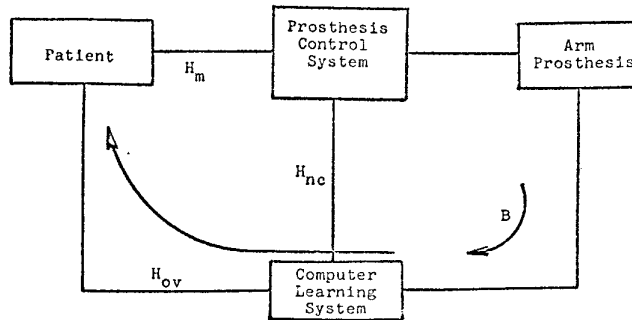 Patient
H_m
Prosthesis
Control
System
Arm
Prosthesis
H_nc
B
H_ov
Computer
Learning
System